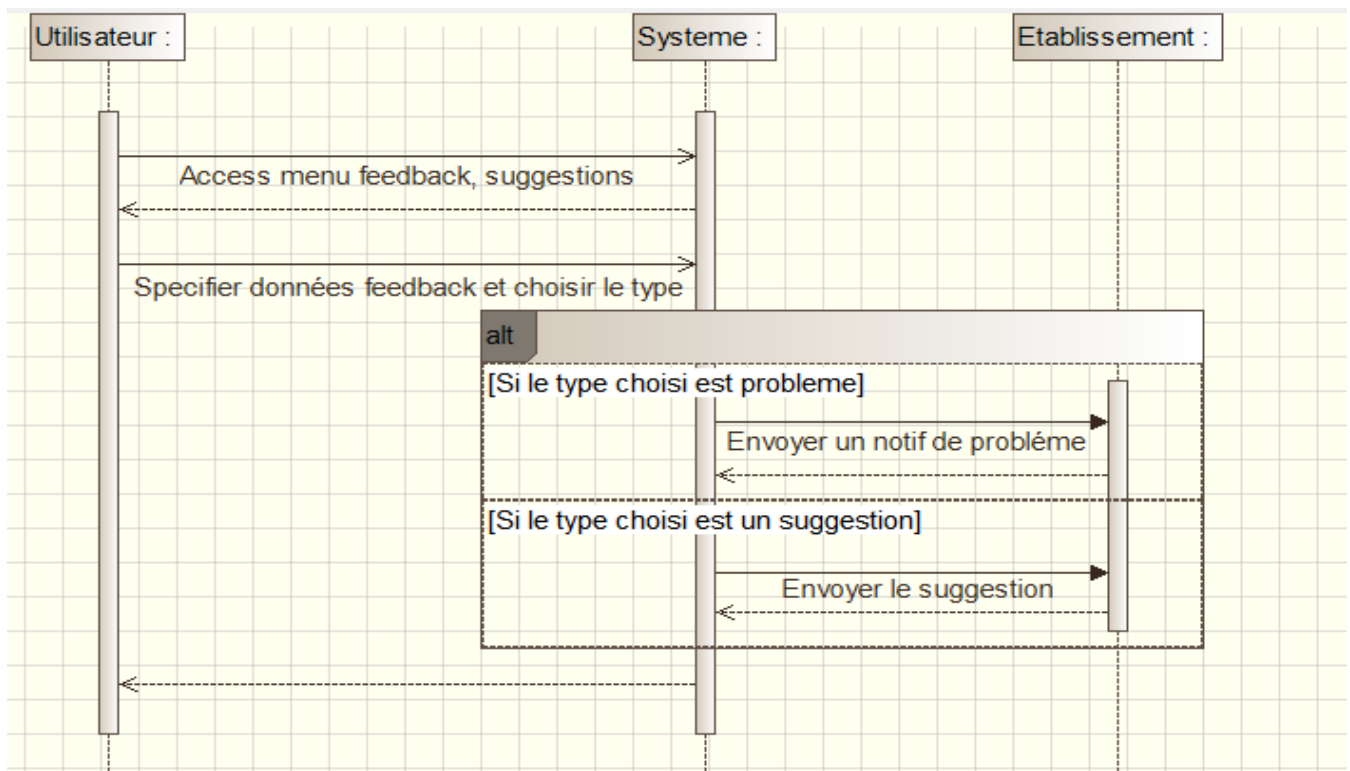 Utilisateur :
Systeme :
Etablissement :
Access menu feedback, suggestions
Specifier données feedback et choisir le type
alt
[Si le type choisi est probleme]
Envoyer un notif de probléme
[Si le type choisi est un suggestion]
Envoyer le suggestion